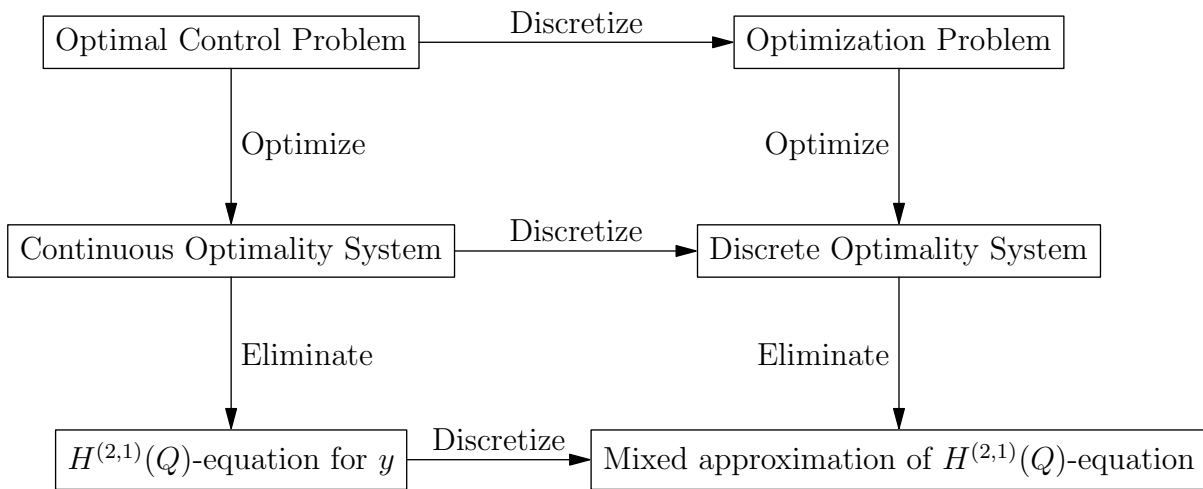 Optimal Control Problem
Discretize
Optimization Problem
Optimize
Optimize
Continuous Optimality System
Discretize
Discrete Optimality System
Eliminate
Eliminate
$H^{(2,1)}(Q)$-equation for $y$
Discretize
Mixed approximation of $H^{(2,1)}(Q)$-equation